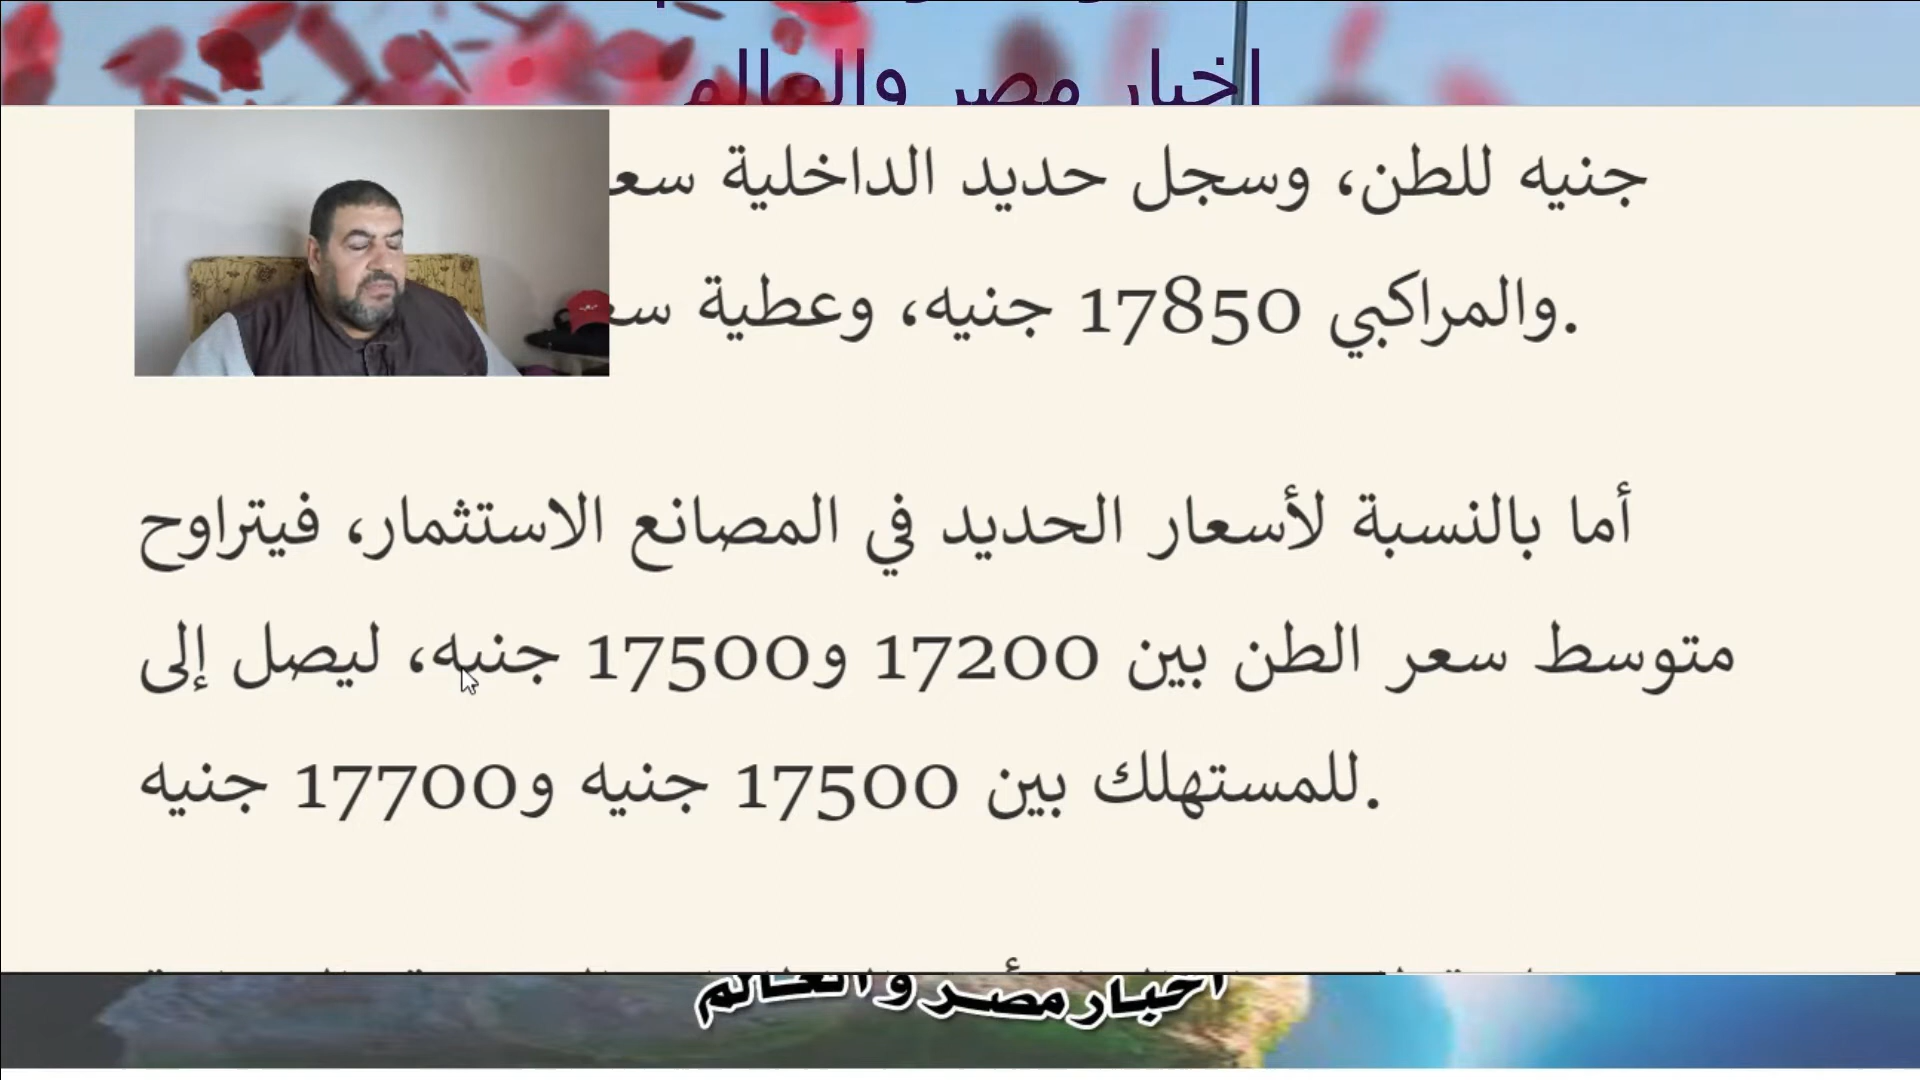 اخبار مصر والعالم
جنيه للطن، وسجل حديد الداخلية
والمراكبي 17850 جنيه، وعطية
أما بالنسبة لأسعار الحديد في المصانع الاستثمار، فيتراوح
متوسط سعر الطن بين 17200 و17500 جنيه، ليصل إلى
للمستهلك بين 17500 جنيه و17700 جنيه.
اخبار مصر والعالم